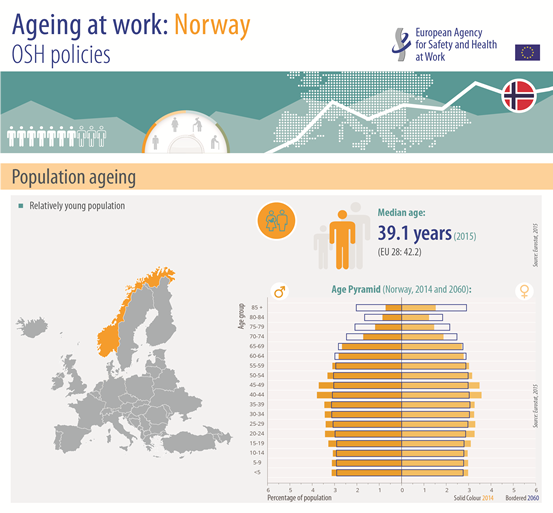 Ageing at work: Norway
OSH policies
European Agency
for Safety and Health
at Work
Population ageing
Relatively young population
Median age:
39.1 years (2015)
(EU 28: 42.2)
Source: Eurostat, 2015
Age Pyramid (Norway, 2014 and 2060):
Age group
85 +
80-84
75-79
70-74
65-69
60-64
55-59
50-54
45-49
40-44
35-39
30-34
25-29
20-24
15-19
10-14
5-9
<5
6 5 4 3 2 1 0 1 2 3 4 5 6
Percentage of population
Solid Colour 2014
Bordered 2060
Source: Eurostat, 2015